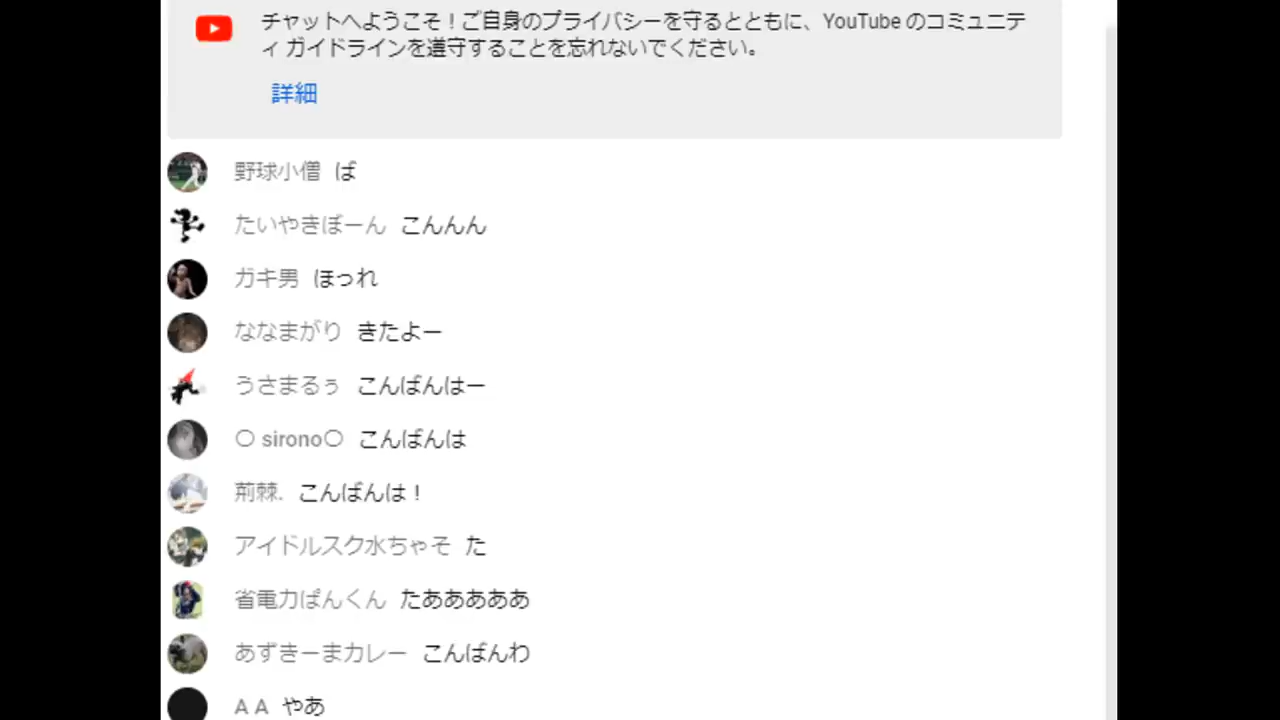 チャットへようこそ！ご自身のプライバシーを守るとともに、YouTube のコミュニテ
ィ ガイドラインを遵守することを忘れないでください。
詳細
野球小僧 ば
たいやきぼーん こんんん
ガキ男 ほっれ
ななまがり きたよー
うさまるぅ こんばんはー
〇 sirono〇 こんばんは
荊棘. こんばんは！
アイドルスク水ちゃそ た
省電力ぱんくん たあああああ
あずきーまカレー こんばんわ
A A やあ